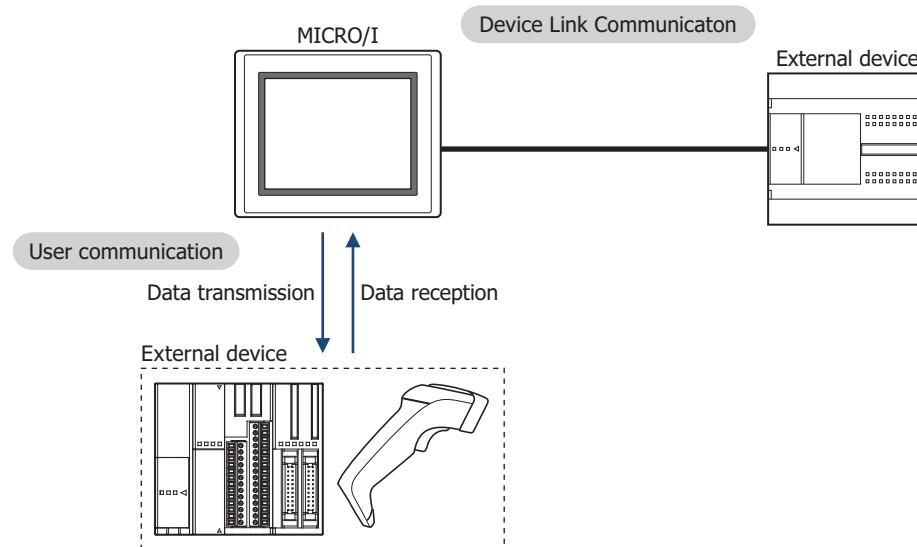 Device Link Communicaton
MICRO/I
External device
User communication
Data transmission
Data reception
External device